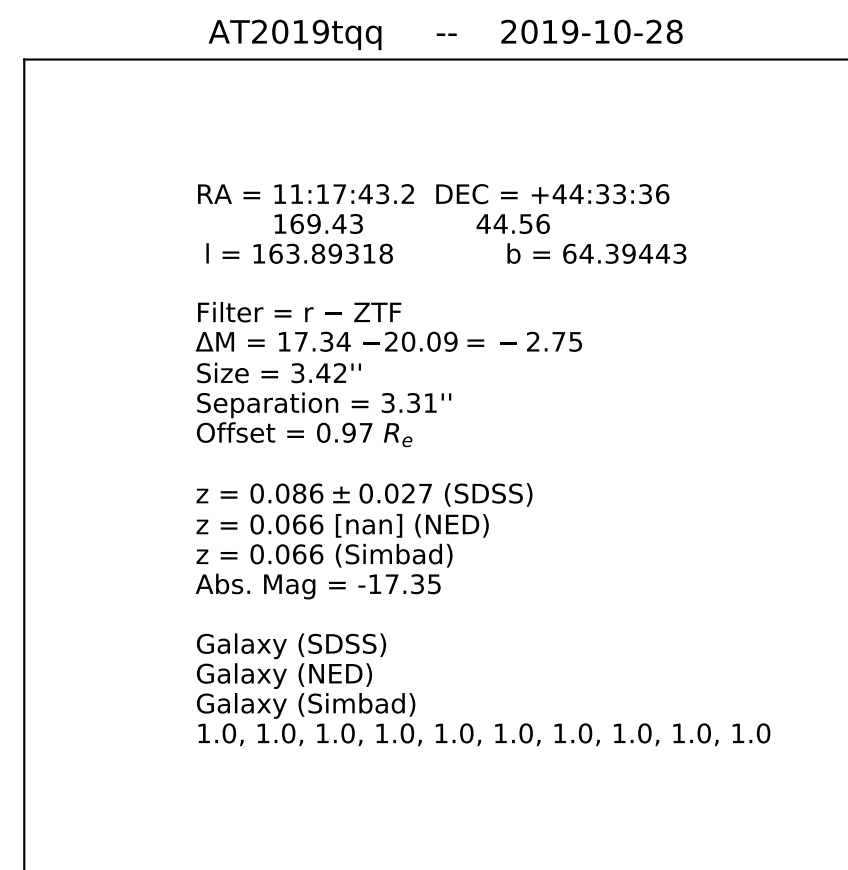 AT2019tqq -- 2019-10-28
RA = 11:17:43.2 DEC = +44:33:36
169.43 44.56
l = 163.89318 b = 64.39443
Filter = r − ZTF
ΔM = 17.34 −20.09 = − 2.75
Size = 3.42''
Separation = 3.31''
Offset = 0.97 Re
z = 0.086 ± 0.027 (SDSS)
z = 0.066 [nan] (NED)
z = 0.066 (Simbad)
Abs. Mag = -17.35
Galaxy (SDSS)
Galaxy (NED)
Galaxy (Simbad)
1.0, 1.0, 1.0, 1.0, 1.0, 1.0, 1.0, 1.0, 1.0, 1.0